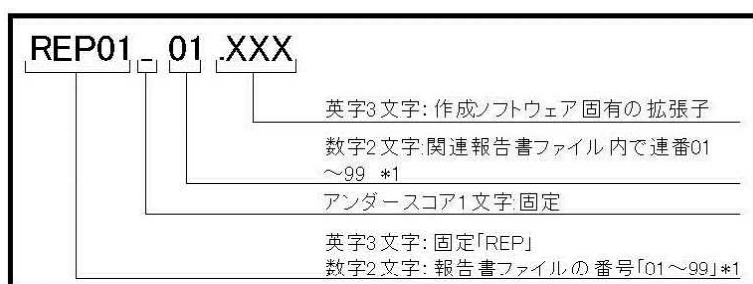 REP01_01.XXX
英字3文字:作成ソフトウェア固有の拡張子
数字2文字:関連報告書ファイル内で連番01
～99 *1
アンダースコア1文字:固定
英字3文字:固定「REP」
数字2文字:報告書ファイルの番号「01～99」*1